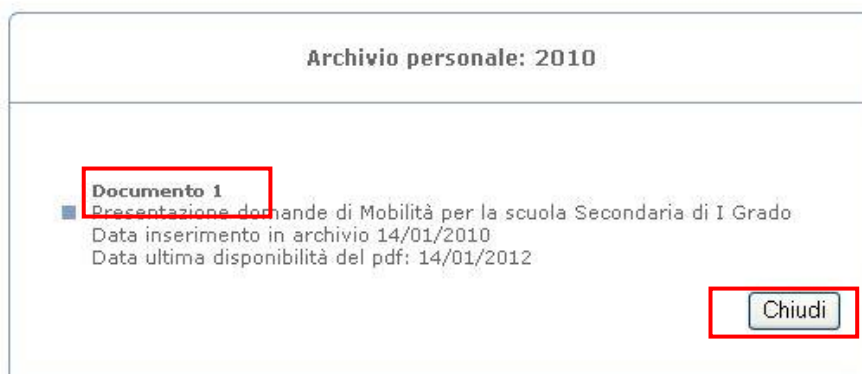 Archivio personale: 2010
Documento 1
Presentazione domande di Mobilità per la scuola Secondaria di I Grado
Data inserimento in archivio 14/01/2010
Data ultima disponibilità del pdf: 14/01/2012
Chiudi